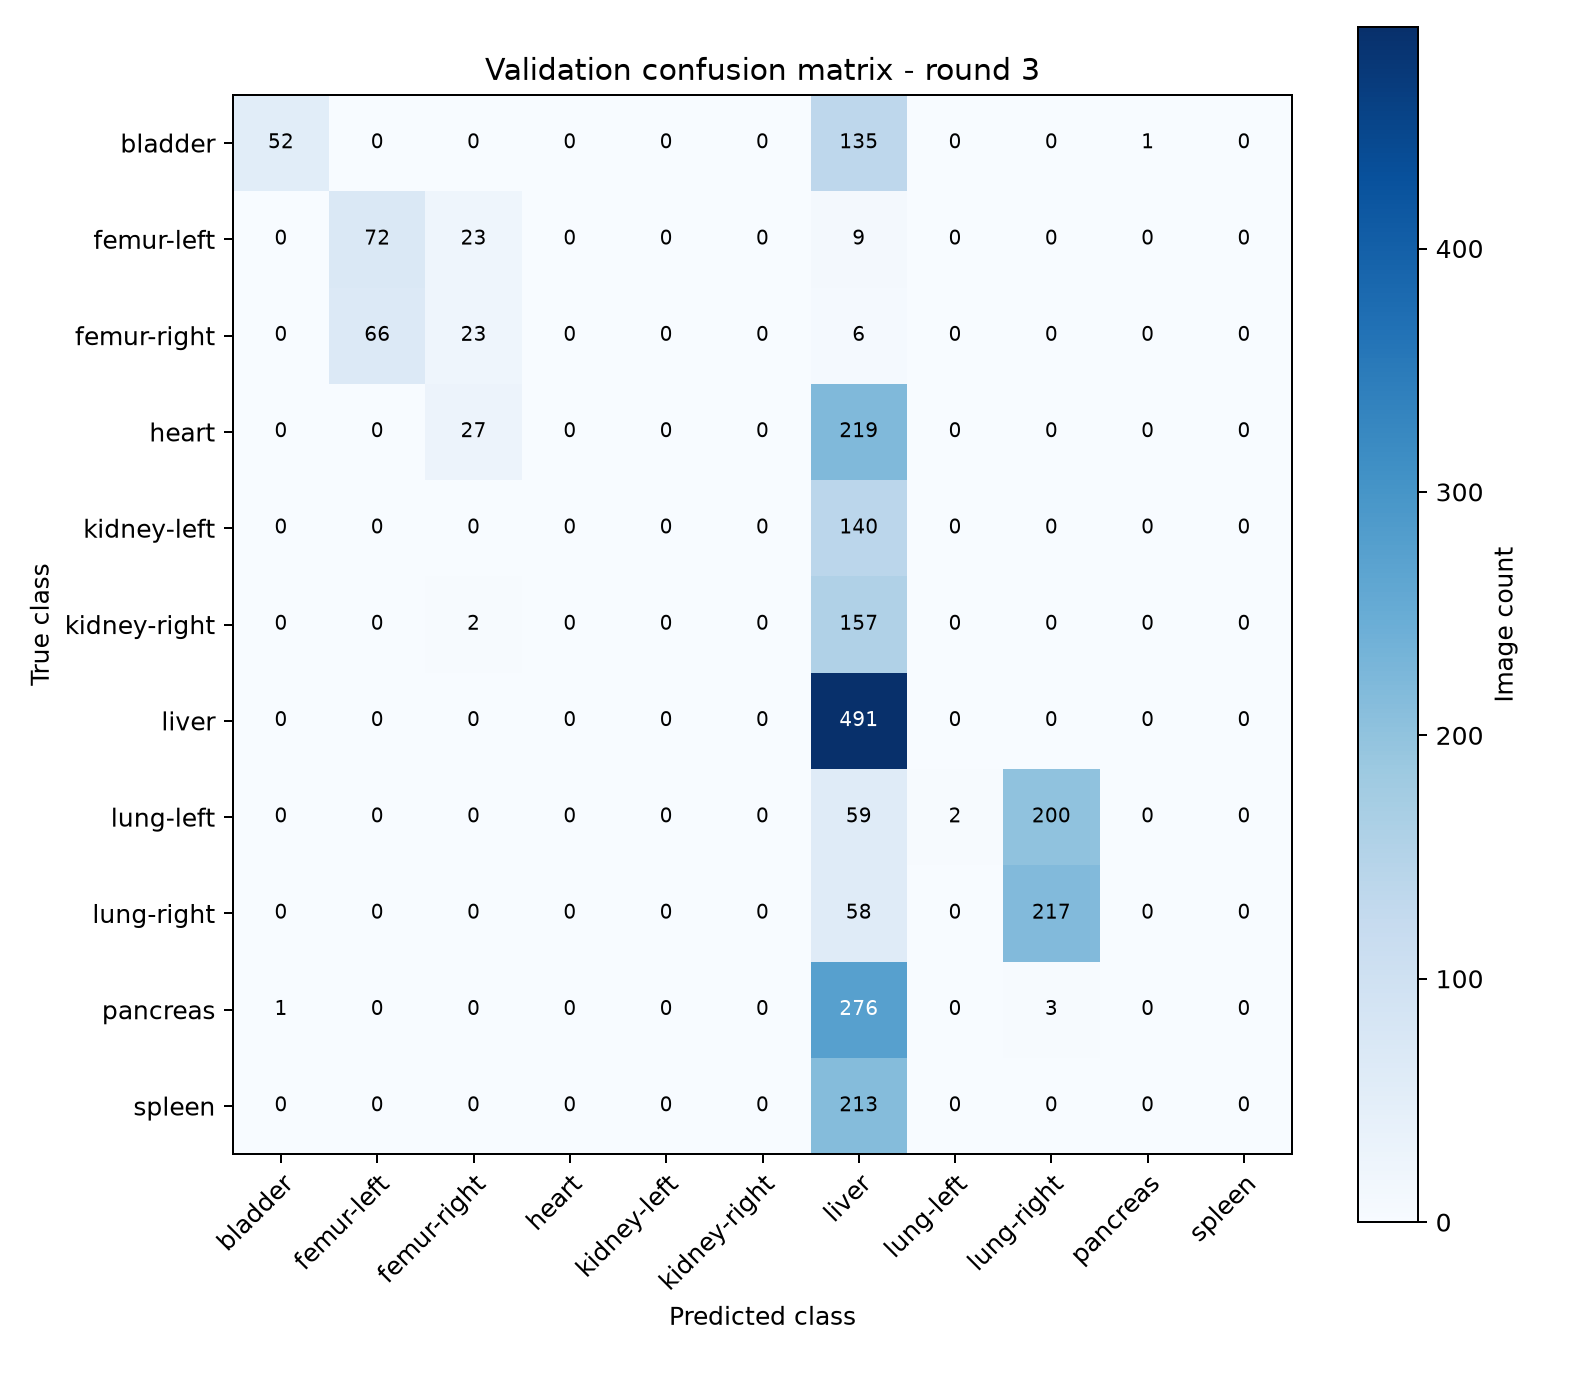 Validation confusion matrix - round 3
bladder 52 0 0 0 0 0 135 0 0 1 0
femur-left 0 72 23 0 0 0 9 0 0 0 0
femur-right 0 66 23 0 0 0 6 0 0 0 0
heart 0 0 27 0 0 0 219 0 0 0 0
kidney-left 0 0 0 0 0 0 140 0 0 0 0
kidney-right 0 0 2 0 0 0 157 0 0 0 0
liver 0 0 0 0 0 0 491 0 0 0 0
lung-left 0 0 0 0 0 0 59 2 200 0 0
lung-right 0 0 0 0 0 0 58 0 217 0 0
pancreas 1 0 0 0 0 0 276 0 3 0 0
spleen 0 0 0 0 0 0 213 0 0 0 0
bladder femur-left femur-right heart kidney-left kidney-right liver lung-left lung-right pancreas spleen
Predicted class
True class
400
300
200
100
0
Image count